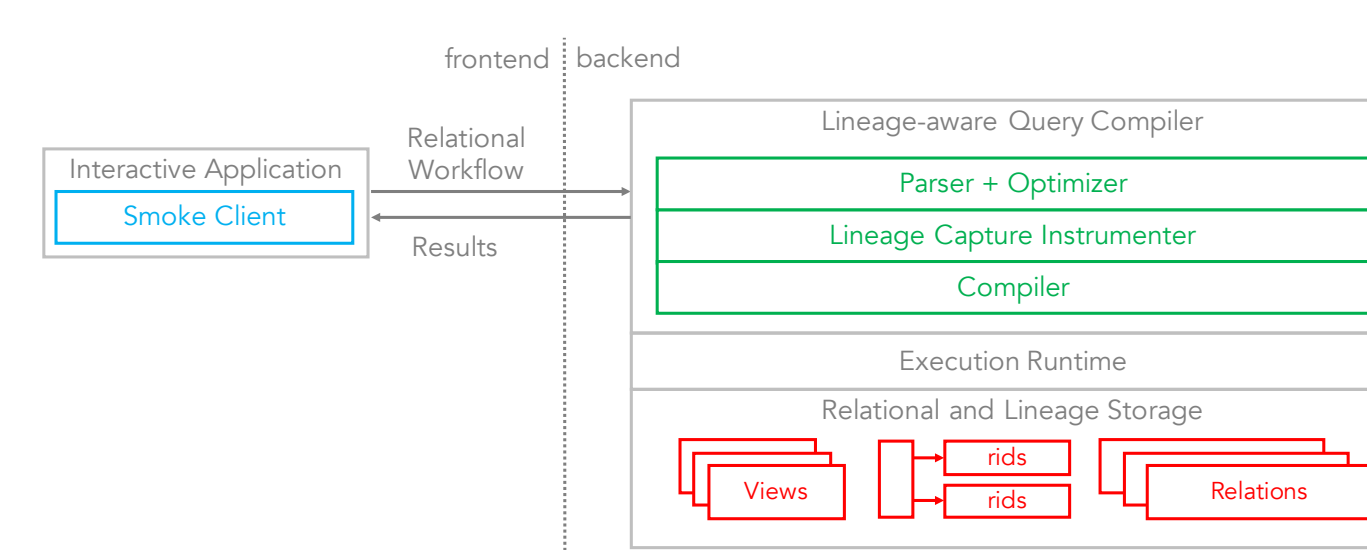 frontend
backend
Lineage-aware Query Compiler
Relational
Workflow
Interactive Application
Smoke Client
Results
Parser + Optimizer
Lineage Capture Instrumenter
Compiler
Execution Runtime
Relational and Lineage Storage
Views
rids
rids
Relations